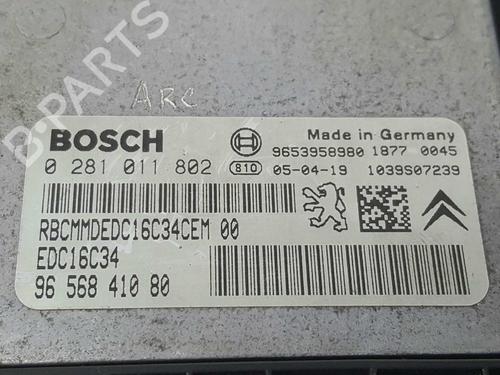 B-PARTS
ARC
BOSCH
Made in Germany
9653958980 1877 0045
0 281 011 802 810 05-04-19 1039S07239
RBCMMDEDC16C34CEM 00
EDC16C34
96 568 410 80